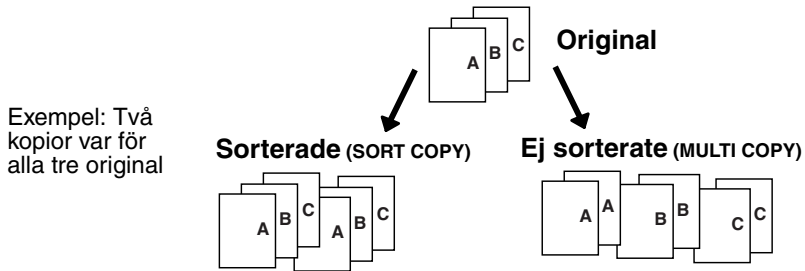 A B C
Original
Exempel: Två
kopior var för
alla tre original
Sorterade (SORT COPY)
Ej sorterate (MULTI COPY)
A B C A B C
A A B B C C